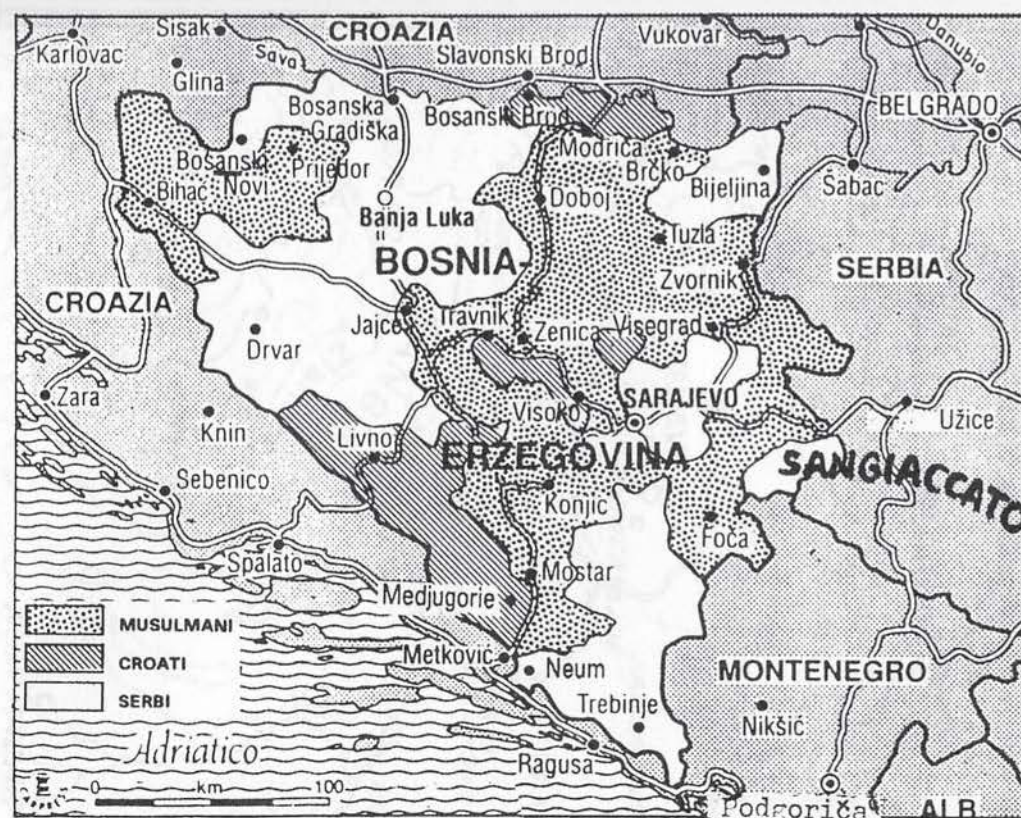 Sisak
CROAZIA
Vukovar
Danubio
Karlovac
Slavonski Brod
Sava
Glina
BELGRADO
Bosanska
Gradiška
Bosanski Brod
Modriča
Bosanski
Novi
Prijedor
Brčko
Bijeljina
Šabac
Bihać
Banja Luka
Doboj
Tuzla
BOSNIA-
Zvornik
SERBIA
CROAZIA
Jajce
Travnik
Zenica
Visegrad
Drvar
Zara
Visoko
SARAJEVO
Užice
Knin
Livno
ERZEGOVINA
SANGIACCATO
Sebenico
Konjic
Foča
Spalato
Mostar
Medjugorie
MUSULMANI
CROATI
Metković
Neum
MONTENEGRO
SERBI
Trebinje
Nikšić
Adriatico
Ragusa
0 km 100
Podgoriča
ALB.